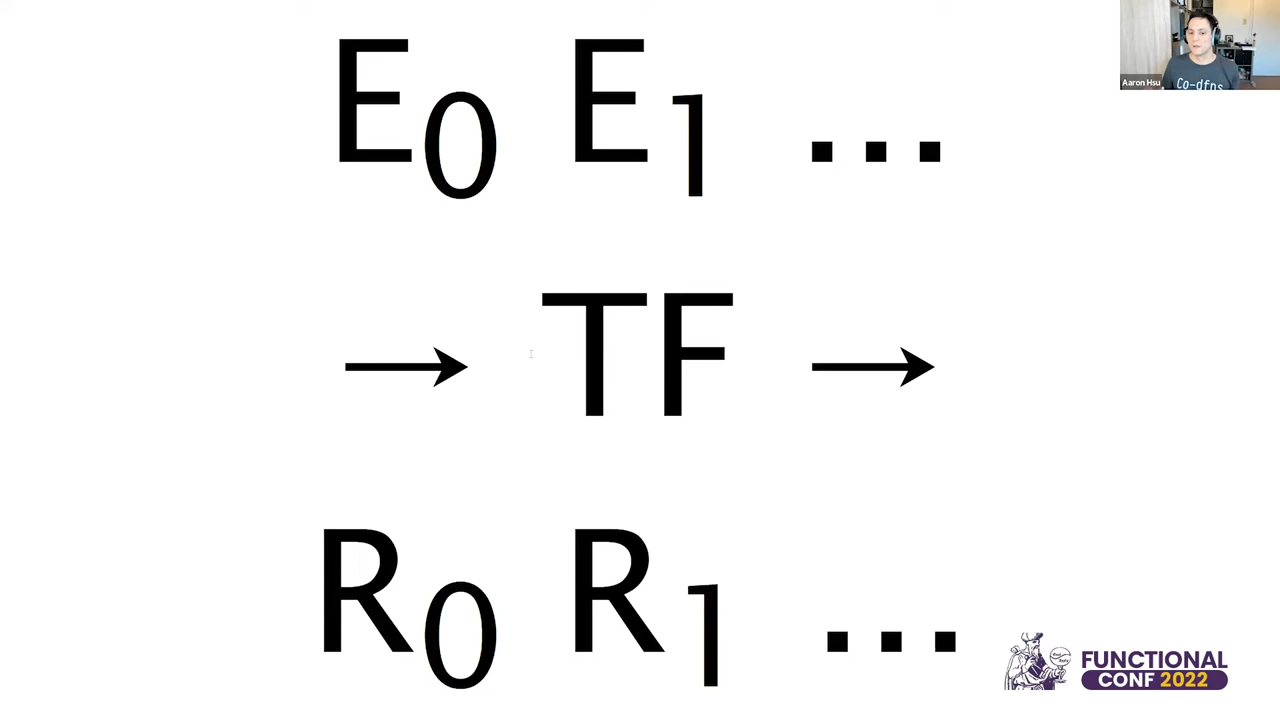 E₀ E₁ ...
→ TF →
R₀ R₁ ...
Aaron Hsu
Co-dfns
FUNCTIONAL
CONF 2022